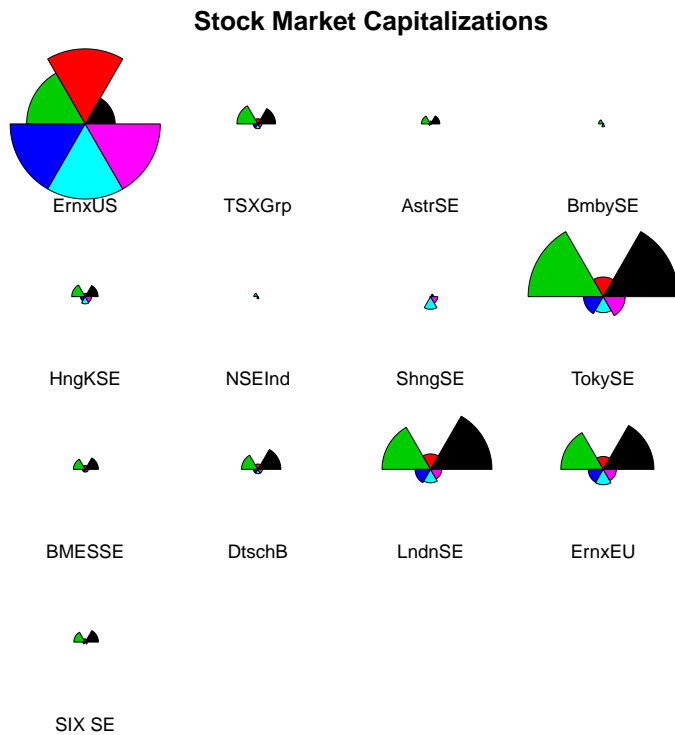 Stock Market Capitalizations
ErnxUS TSXGrp AstrSE BmbySE
HngKSE NSEInd ShngSE TokySE
BMESSE DtschB LndnSE ErnxEU
SIX SE